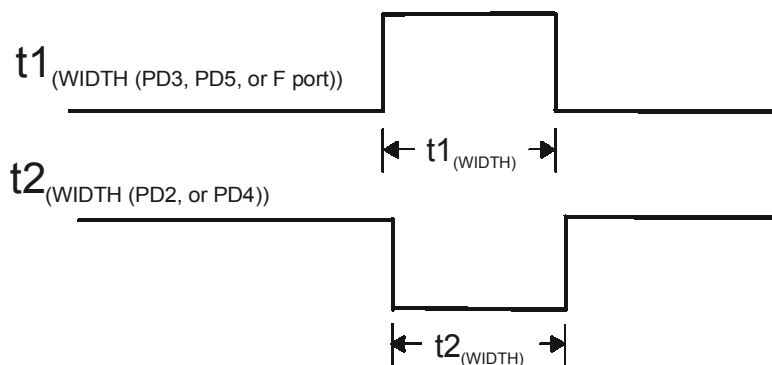 t1(WIDTH (PD3, PD5, or F port))
t1(WIDTH)
t2(WIDTH (PD2, or PD4))
t2(WIDTH)